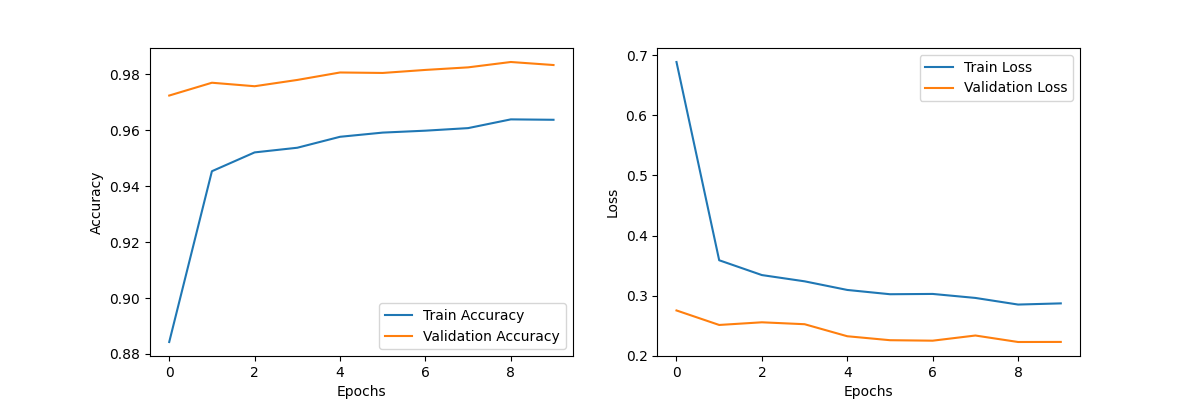 0.98
0.96
0.94
0.92
0.90
0.88
Accuracy
0 2 4 6 8
Epochs
Train Accuracy
Validation Accuracy
0.7
0.6
0.5
0.4
0.3
0.2
Loss
0 2 4 6 8
Epochs
Train Loss
Validation Loss